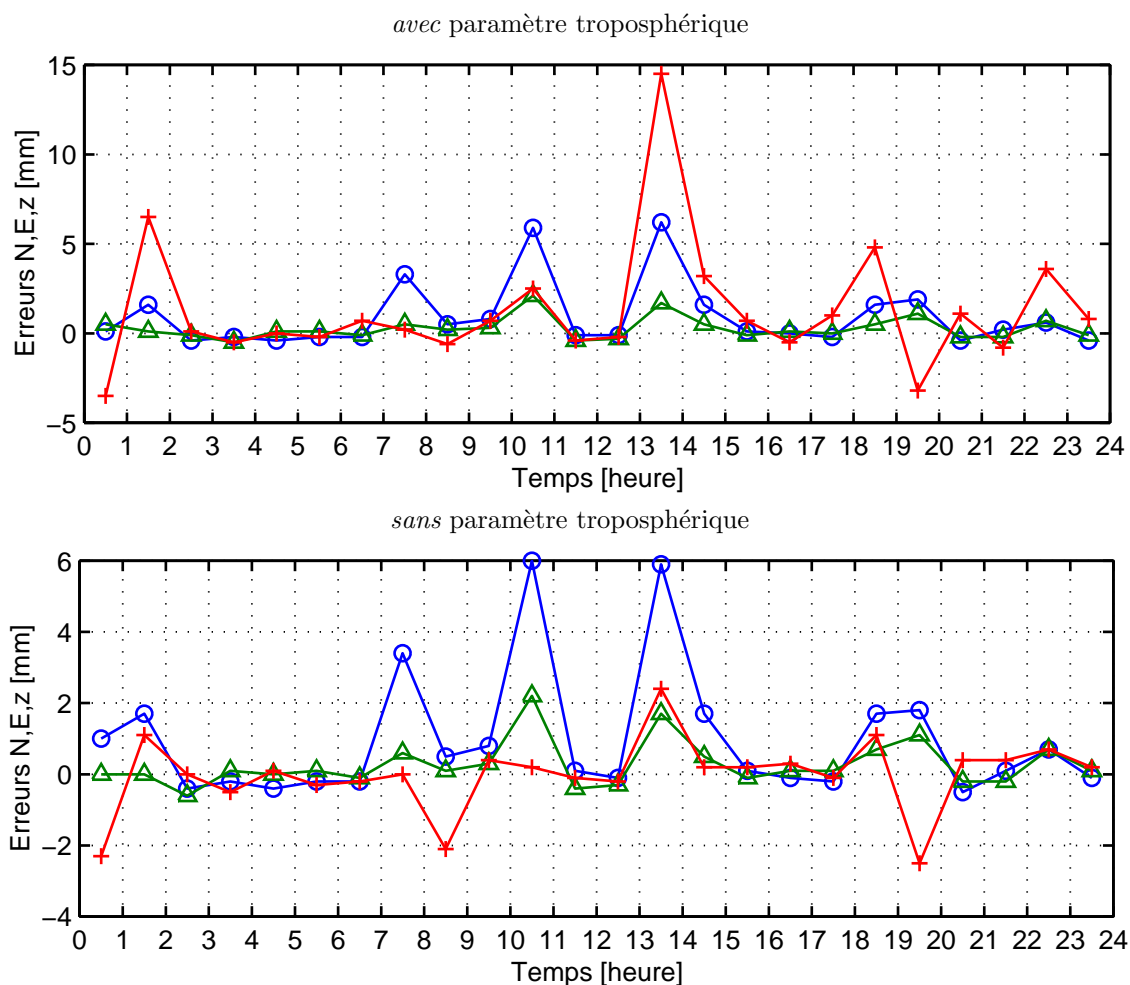 avec paramètre troposphérique
15
10
5
0
−5
Erreurs N,E,z [mm]
0 1 2 3 4 5 6 7 8 9 10 11 12 13 14 15 16 17 18 19 20 21 22 23 24
Temps [heure]
sans paramètre troposphérique
6
4
2
0
−2
−4
Erreurs N,E,z [mm]
0 1 2 3 4 5 6 7 8 9 10 11 12 13 14 15 16 17 18 19 20 21 22 23 24
Temps [heure]